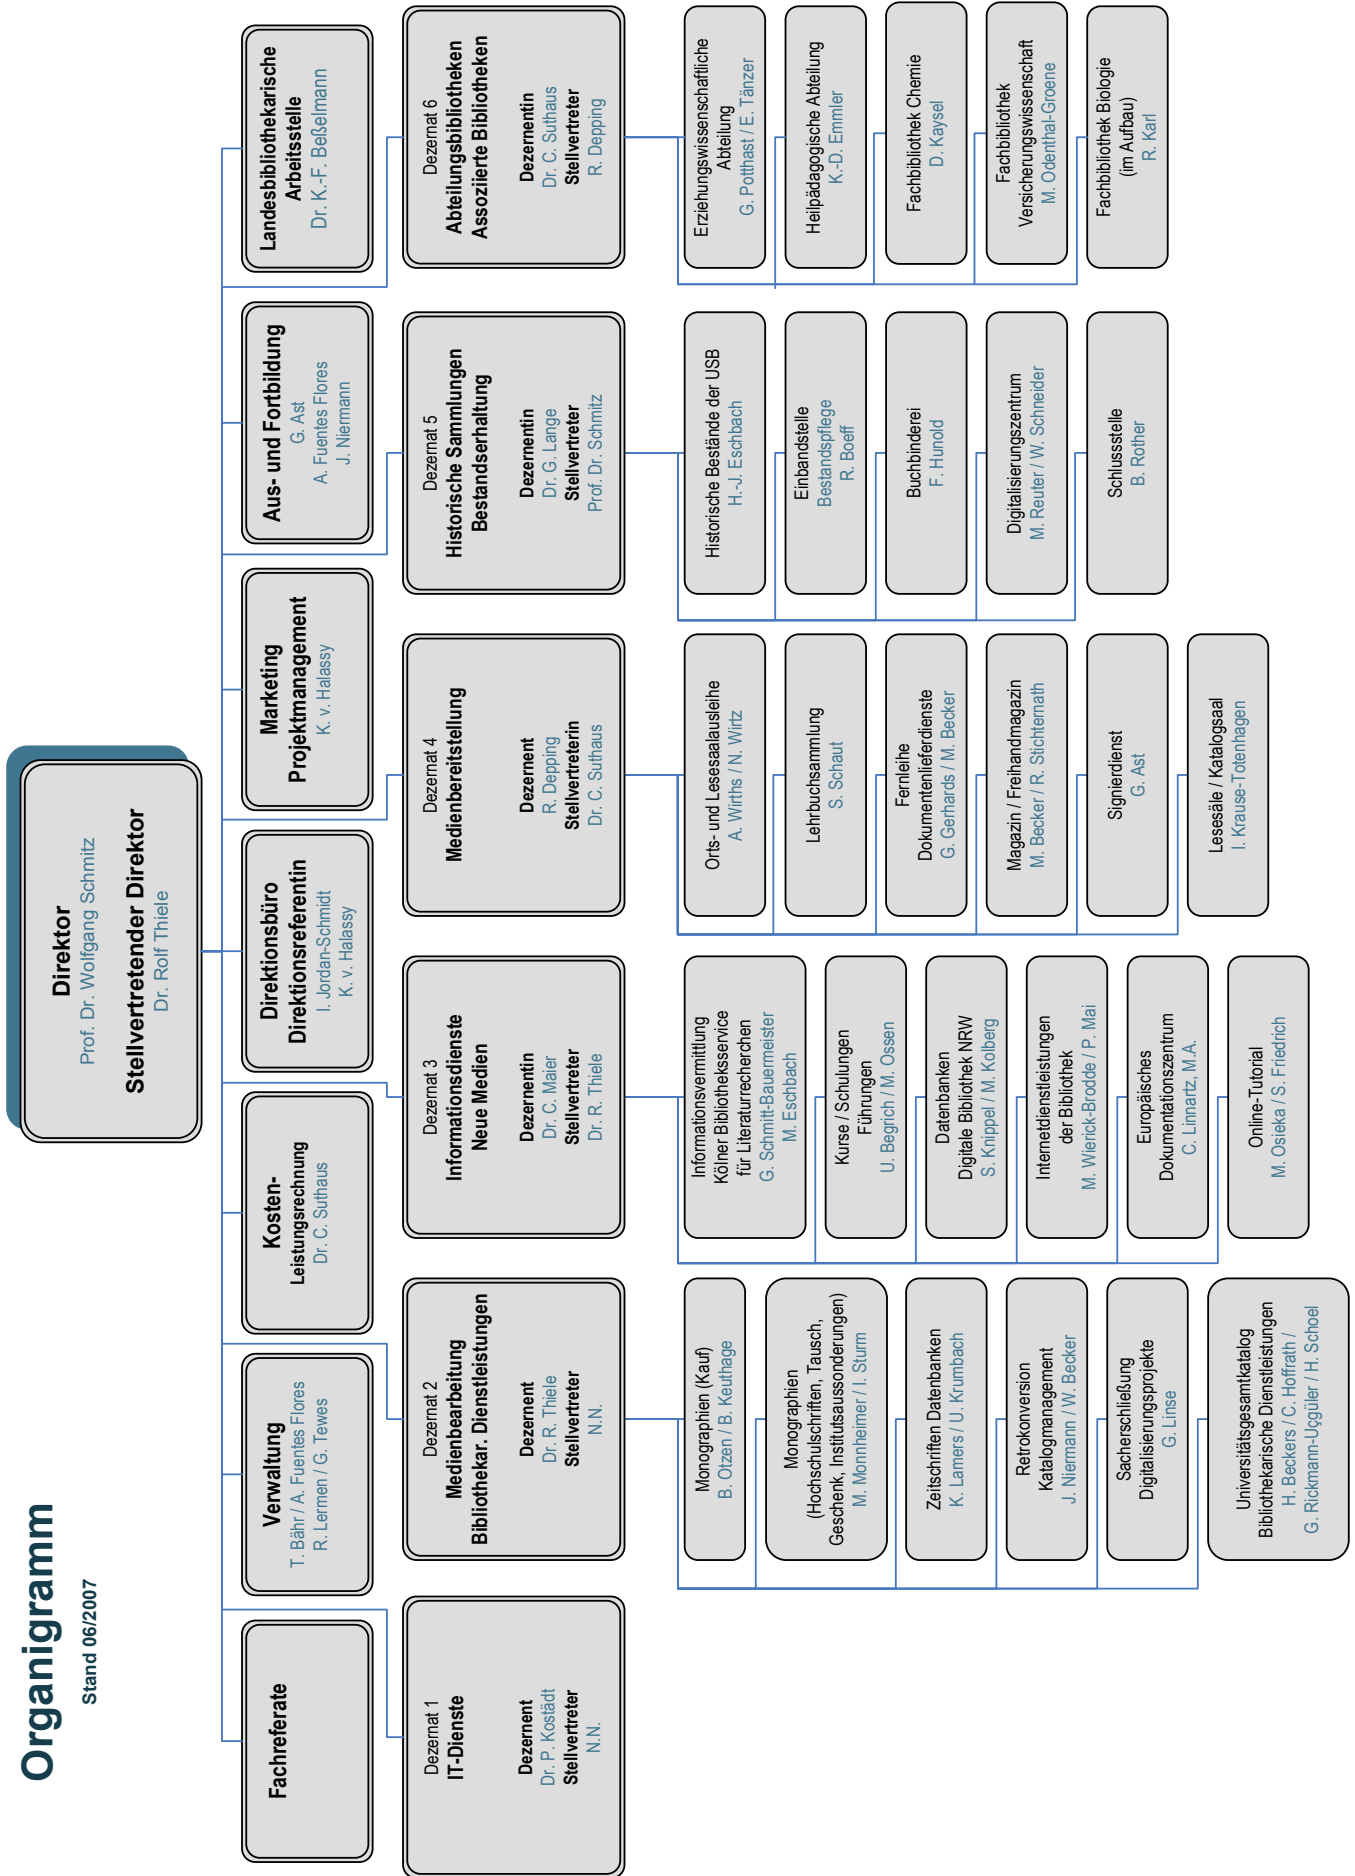 Organigramm
Stand 06/2007
Direktor
Prof. Dr. Wolfgang Schmitz
Stellvertretender Direktor
Dr. Rolf Thiele
Fachreferate
Verwaltung
T. Bähr / A. Fuentes Flores
R. Lermen / G. Tewes
Kosten-
Leistungsrechnung
Dr. C. Suthaus
Direktionsbüro
Direktionsreferentin
I. Jordan-Schmidt
K. v. Halassy
Marketing
Projektmanagement
K. v. Halassy
Aus- und Fortbildung
G. Ast
A. Fuentes Flores
J. Niermann
Landesbibliothekarische
Arbeitsstelle
Dr. K.-F. Beßelmann
Dezernat 1
IT-Dienste
Dezernent
Dr. P. Kostädt
Stellvertreter
N.N.
Dezernat 2
Medienbearbeitung
Bibliothekar. Dienstleistungen
Dezernent
Dr. R. Thiele
Stellvertreter
N.N.
Dezernat 3
Informationsdienste
Neue Medien
Dezernentin
Dr. C. Maier
Stellvertreter
Dr. R. Thiele
Dezernat 4
Medienbereitstellung
Dezernent
R. Depping
Stellvertreterin
Dr. C. Suthaus
Dezernat 5
Historische Sammlungen
Bestandserhaltung
Dezernentin
Dr. G. Lange
Stellvertreter
Prof. Dr. Schmitz
Dezernat 6
Abteilungsbibliotheken
Assoziierte Bibliotheken
Dezernentin
Dr. C. Suthaus
Stellvertreter
R. Depping
Monographien (Kauf)
B. Otzen / B. Keuthage
Monographien
(Hochschulschriften, Tausch,
Geschenk, Institutsaussonderungen)
M. Monnheimer / I. Sturm
Zeitschriften Datenbanken
K. Lamers / U. Krumbach
Retrokonversion
Katalogmanagement
J. Niermann / W. Becker
Sacherschließung
Digitalisierungsprojekte
G. Linse
Universitätsgesamtkatalog
Bibliothekarische Dienstleistungen
H. Beckers / C. Hoffrath /
G. Rickmann-Uçgüler / H. Schoel
Informationsvermittlung
Kölner Bibliotheksservice
für Literaturrecherchen
G. Schmitt-Bauermeister
M. Eschbach
Kurse / Schulungen
Führungen
U. Begrich / M. Ossen
Datenbanken
Digitale Bibliothek NRW
S. Knippel / M. Kolberg
Internetdienstleistungen
der Bibliothek
M. Wierick-Brodde / P. Mai
Europäisches
Dokumentationszentrum
C. Linnartz, M.A.
Online-Tutorial
M. Osieka / S. Friedrich
Orts- und Lesesaalausleihe
A. Wirths / N. Wirtz
Lehrbuchsammlung
S. Schaut
Fernleihe
Dokumentenlieferdienste
G. Gerhards / M. Becker
Magazin / Freihandmagazin
M. Becker / R. Stichternath
Signierdienst
G. Ast
Lesesäle / Katalogsaal
I. Krause-Totenhagen
Historische Bestände der USB
H.-J. Eschbach
Einbandstelle
Bestandspflege
R. Boeff
Buchbinderei
F. Hunold
Digitalisierungszentrum
M. Reuter / W. Schneider
Schlussstelle
B. Rother
Erziehungswissenschaftliche
Abteilung
G. Potthast / E. Tänzer
Heilpädagogische Abteilung
K.-D. Emmler
Fachbibliothek Chemie
D. Kaysel
Fachbibliothek
Versicherungswissenschaft
M. Odenthal-Groene
Fachbibliothek Biologie
(im Aufbau)
R. Karl